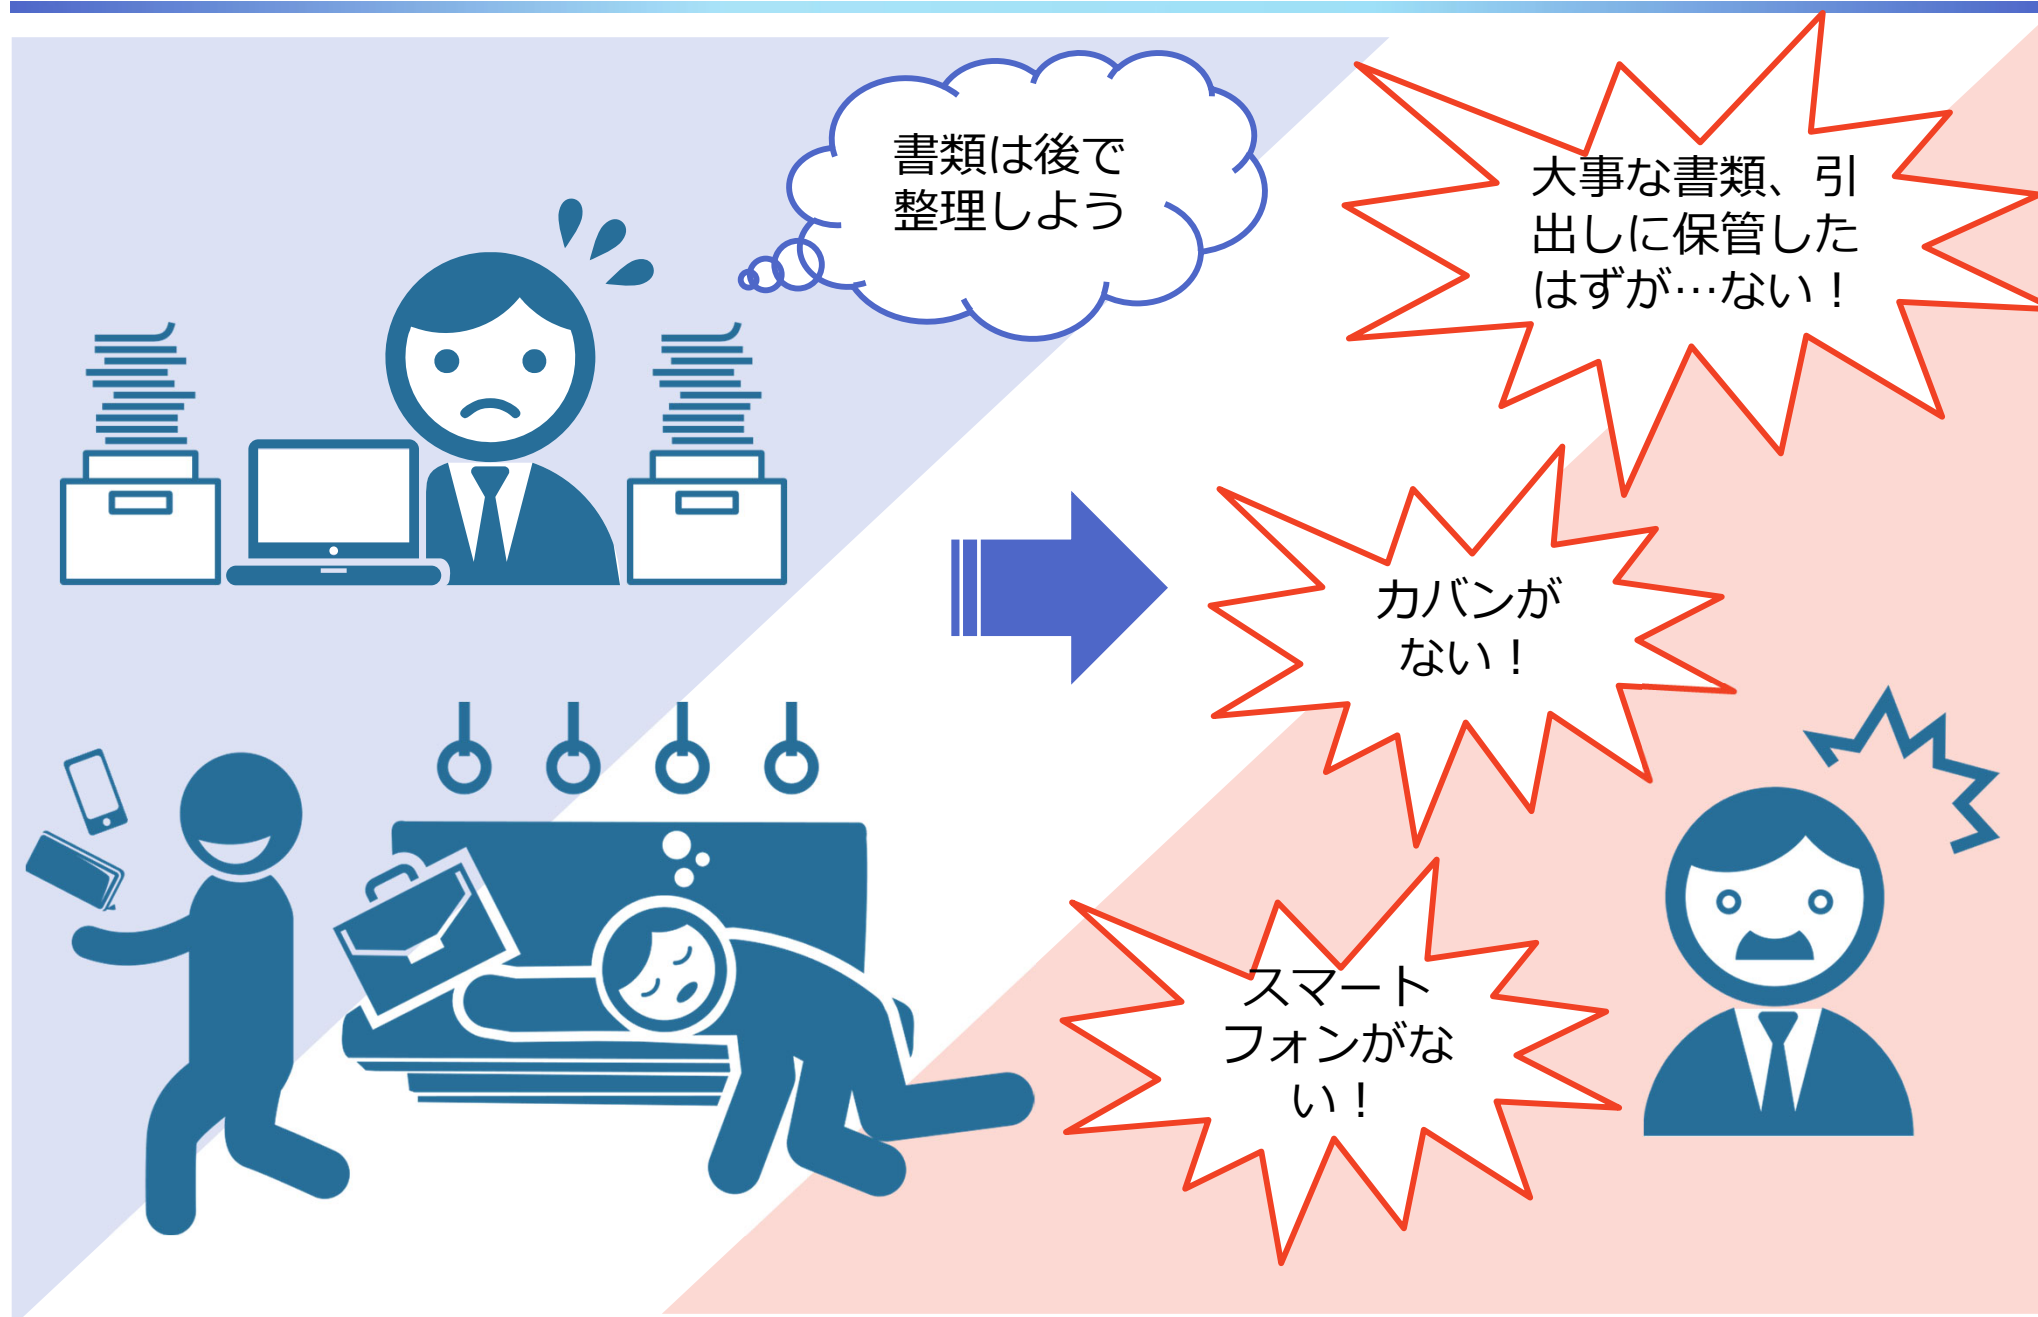 書類は後で
整理しよう
大事な書類、引
出しに保管した
はずが…ない！
カバンが
ない！
スマート
フォンがな
い！